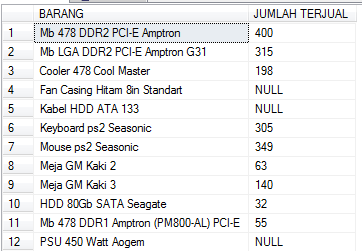 BARANG JUMLAH TERJUAL
1 Mb 478 DDR2 PCI-E Amptron 400
2 Mb LGA DDR2 PCI-E Amptron G31 315
3 Cooler 478 Cool Master 198
4 Fan Casing Hitam 8in Standart NULL
5 Kabel HDD ATA 133 NULL
6 Keyboard ps2 Seasonic 305
7 Mouse ps2 Seasonic 349
8 Meja GM Kaki 2 63
9 Meja GM Kaki 3 140
10 HDD 80Gb SATA Seagate 32
11 Mb 478 DDR1 Amptron (PM800-AL) PCI-E 55
12 PSU 450 Watt Aogem NULL